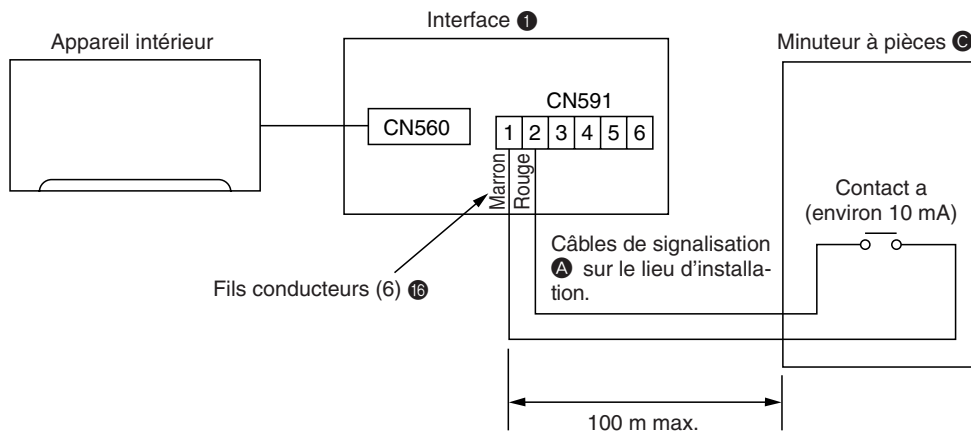 Interface ❶
Appareil intérieur
Minuteur à pièces Ⓒ
CN591
CN560
1 2 3 4 5 6
Marron
Rouge
Contact a
(environ 10 mA)
Câbles de signalisation
Ⓐ sur le lieu d'installa-
tion.
Fils conducteurs (6) ⓰
100 m max.